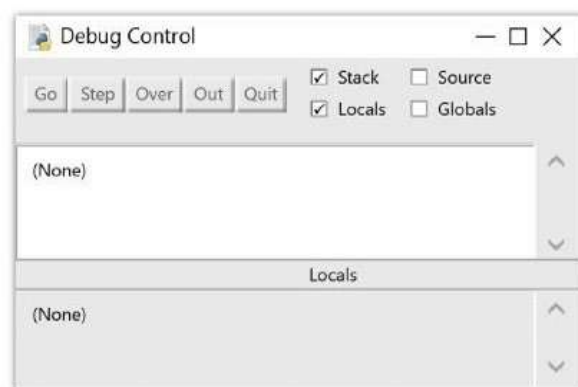 Debug Control
Go Step Over Out Quit
Stack Source
Locals Globals
(None)
Locals
(None)